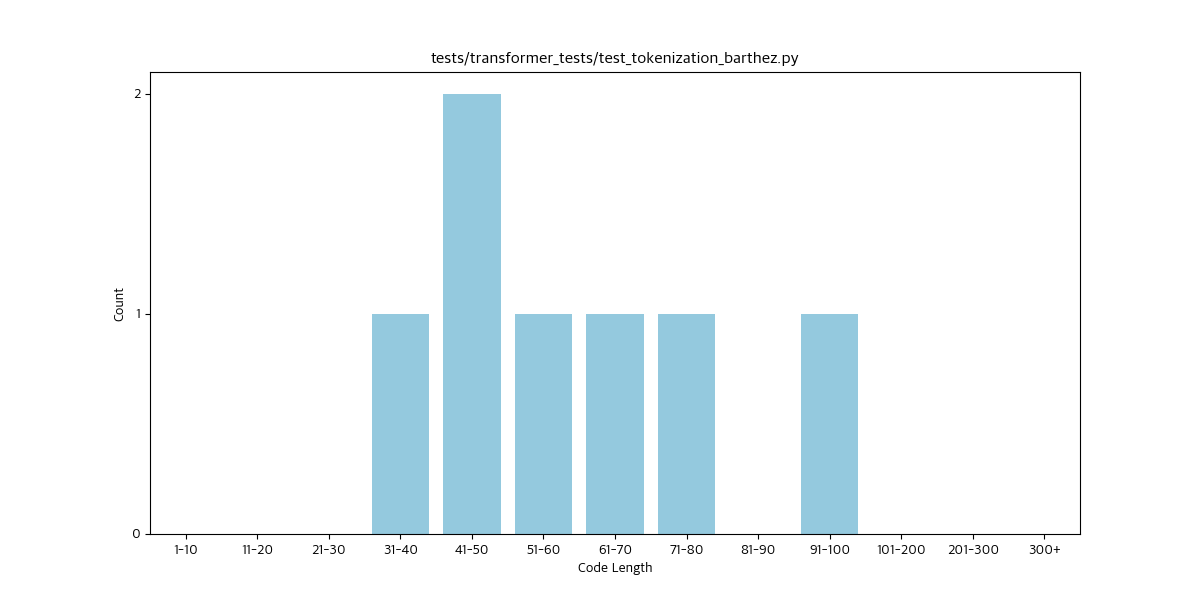 tests/transformer_tests/test_tokenization_barthez.py
2
1
0
Count
1-10 11-20 21-30 31-40 41-50 51-60 61-70 71-80 81-90 91-100 101-200 201-300 300+
Code Length